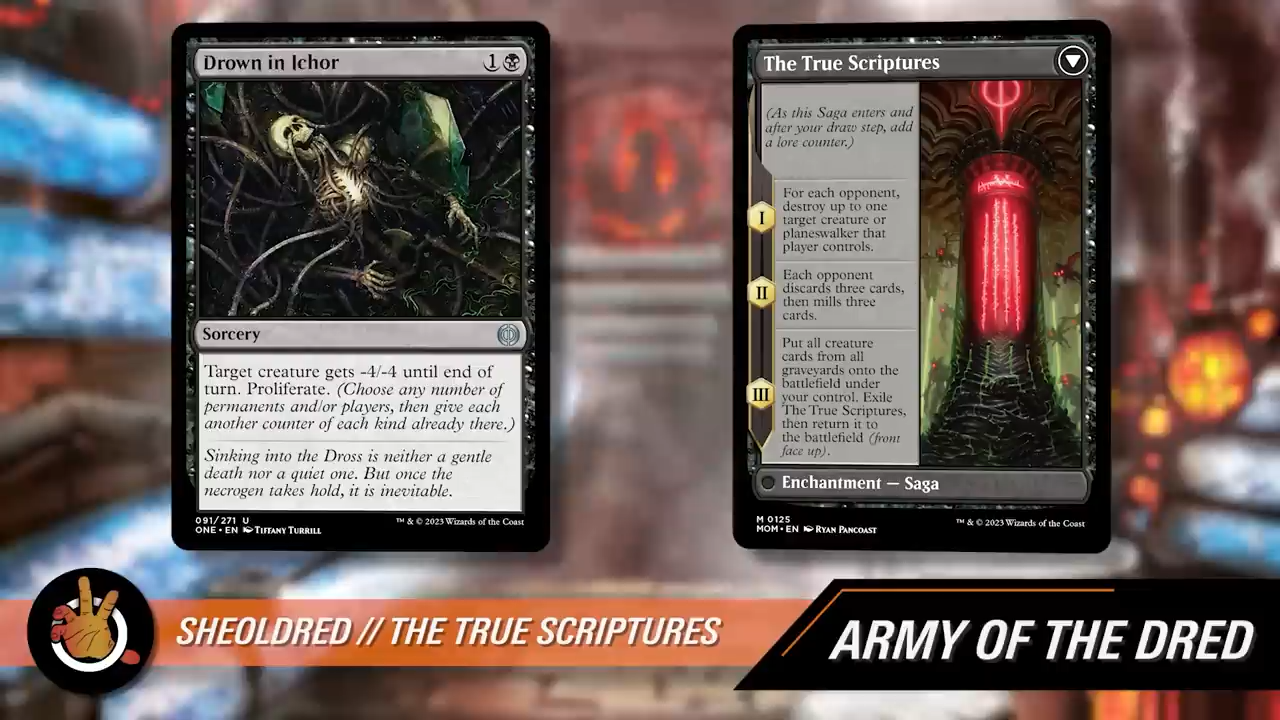 Drown in Ichor 1
Sorcery
Target creature gets -4/-4 until end of
turn. Proliferate. (Choose any number of
permanents and/or players, then give each
another counter of each kind already there.)
Sinking into the Dross is neither a gentle
death nor a quiet one. But once the
necrogen takes hold, it is inevitable.
091/271 U
ONE • EN TIFFANY TURRILL
™ & © 2023 Wizards of the Coast
The True Scriptures
(As this Saga enters and
after your draw step, add
a lore counter.)
I
For each opponent,
destroy up to one
target creature or
planeswalker that
player controls.
II
Each opponent
discards three cards,
then mills three
cards.
III
Put all creature
cards from all
graveyards onto the
battlefield under
your control. Exile
The True Scriptures,
then return it to
the battlefield (front
face up).
Enchantment — Saga
M 0125
MOM • EN RYAN PANCOAST
™ & © 2023 Wizards of the Coast
SHEOLDRED // THE TRUE SCRIPTURES
ARMY OF THE DRED